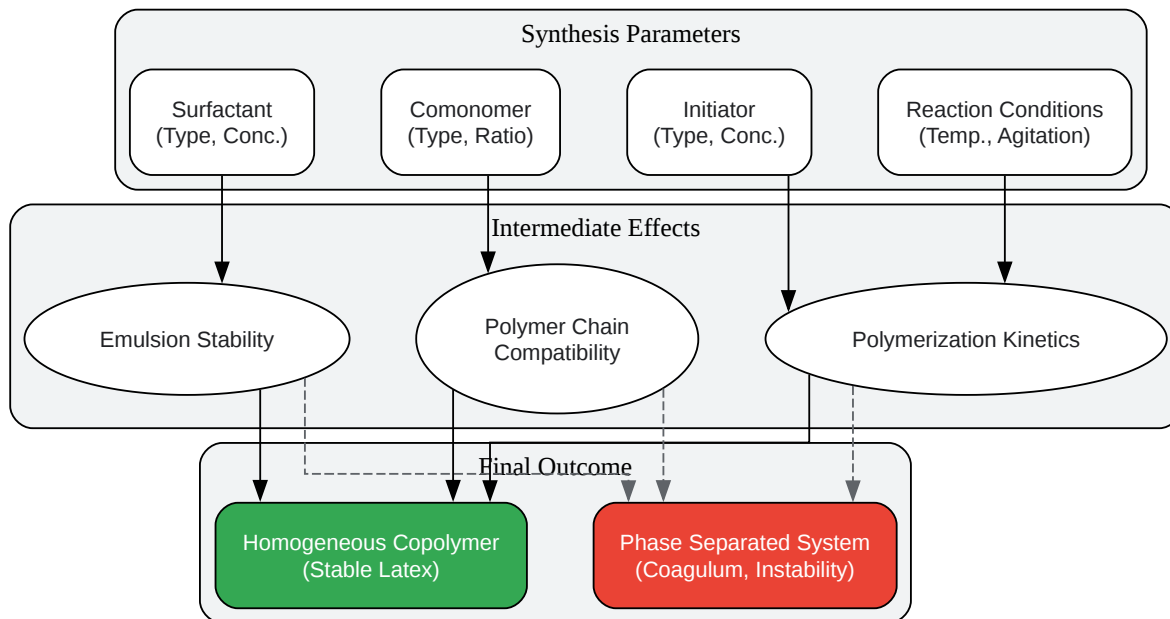 Synthesis Parameters
Surfactant
(Type, Conc.)
Comonomer
(Type, Ratio)
Initiator
(Type, Conc.)
Reaction Conditions
(Temp., Agitation)
Intermediate Effects
Emulsion Stability
Polymer Chain
Compatibility
Polymerization Kinetics
Final Outcome
Homogeneous Copolymer
(Stable Latex)
Phase Separated System
(Coagulum, Instability)